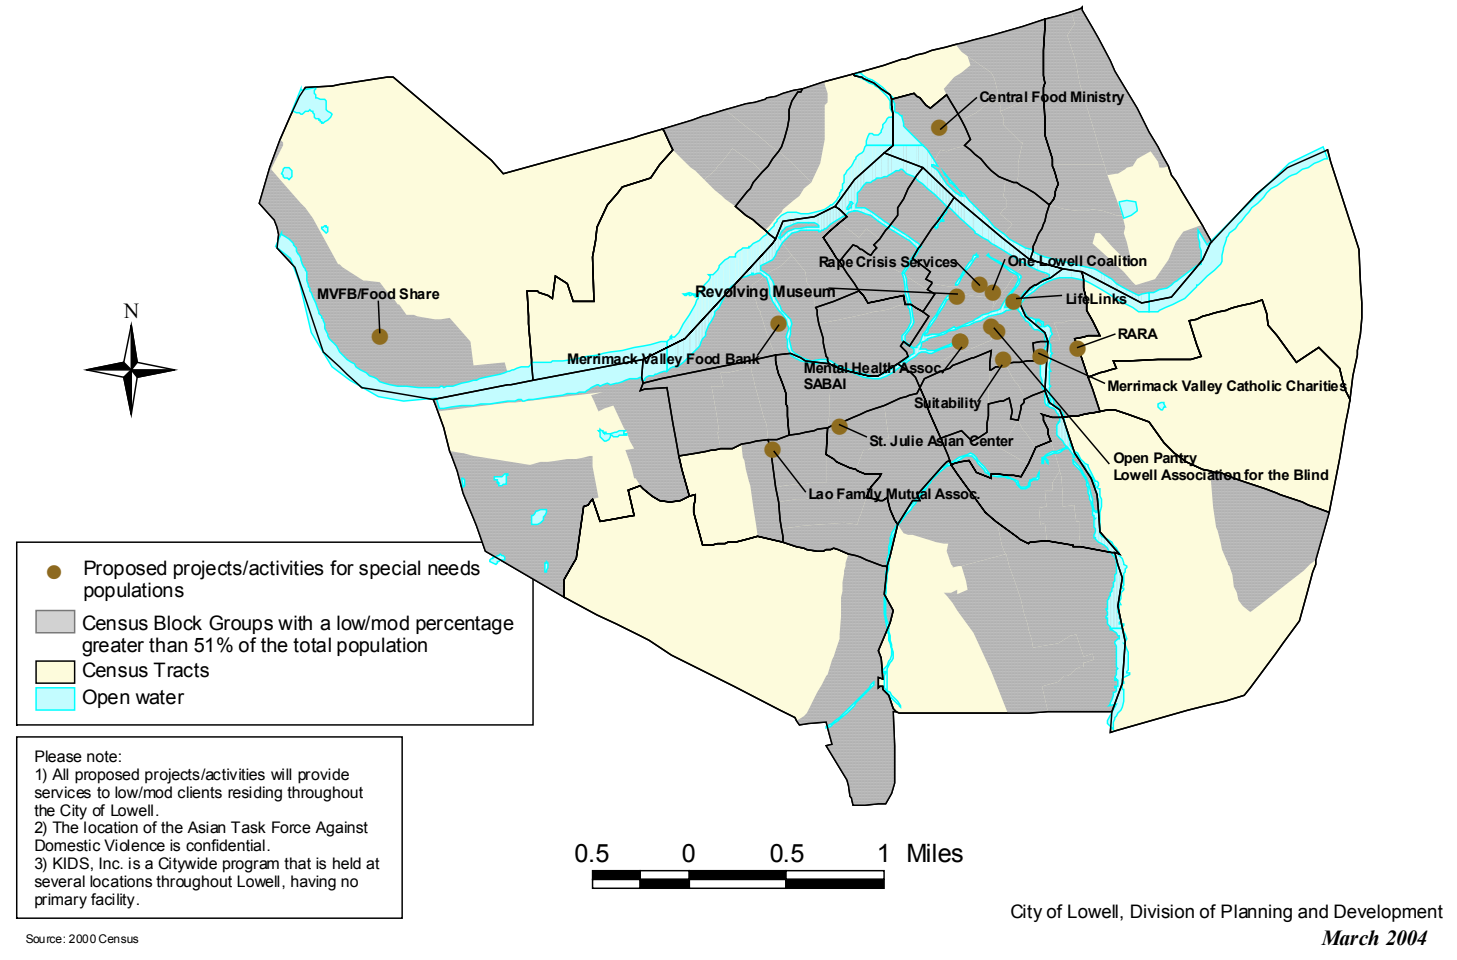 Central Food Ministry
Rape Crisis Services
One Lowell Coalition
Revolving Museum
LifeLinks
MVFB/Food Share
N
RARA
Merrimack Valley Food Bank
Mental Health Assoc.
SABAI
Merrimack Valley Catholic Charities
Suitability
St. Julie Asian Center
Open Pantry
Lowell Association for the Blind
Lao Family Mutual Assoc.
Proposed projects/activities for special needs
populations
Census Block Groups with a low/mod percentage
greater than 51% of the total population
Census Tracts
Open water
Please note:
1) All proposed projects/activities will provide
services to low/mod clients residing throughout
the City of Lowell.
2) The location of the Asian Task Force Against
Domestic Violence is confidential.
3) KIDS, Inc. is a Citywide program that is held at
several locations throughout Lowell, having no
primary facility.
0.5 0 0.5 1 Miles
City of Lowell, Division of Planning and Development
March 2004
Source: 2000 Census